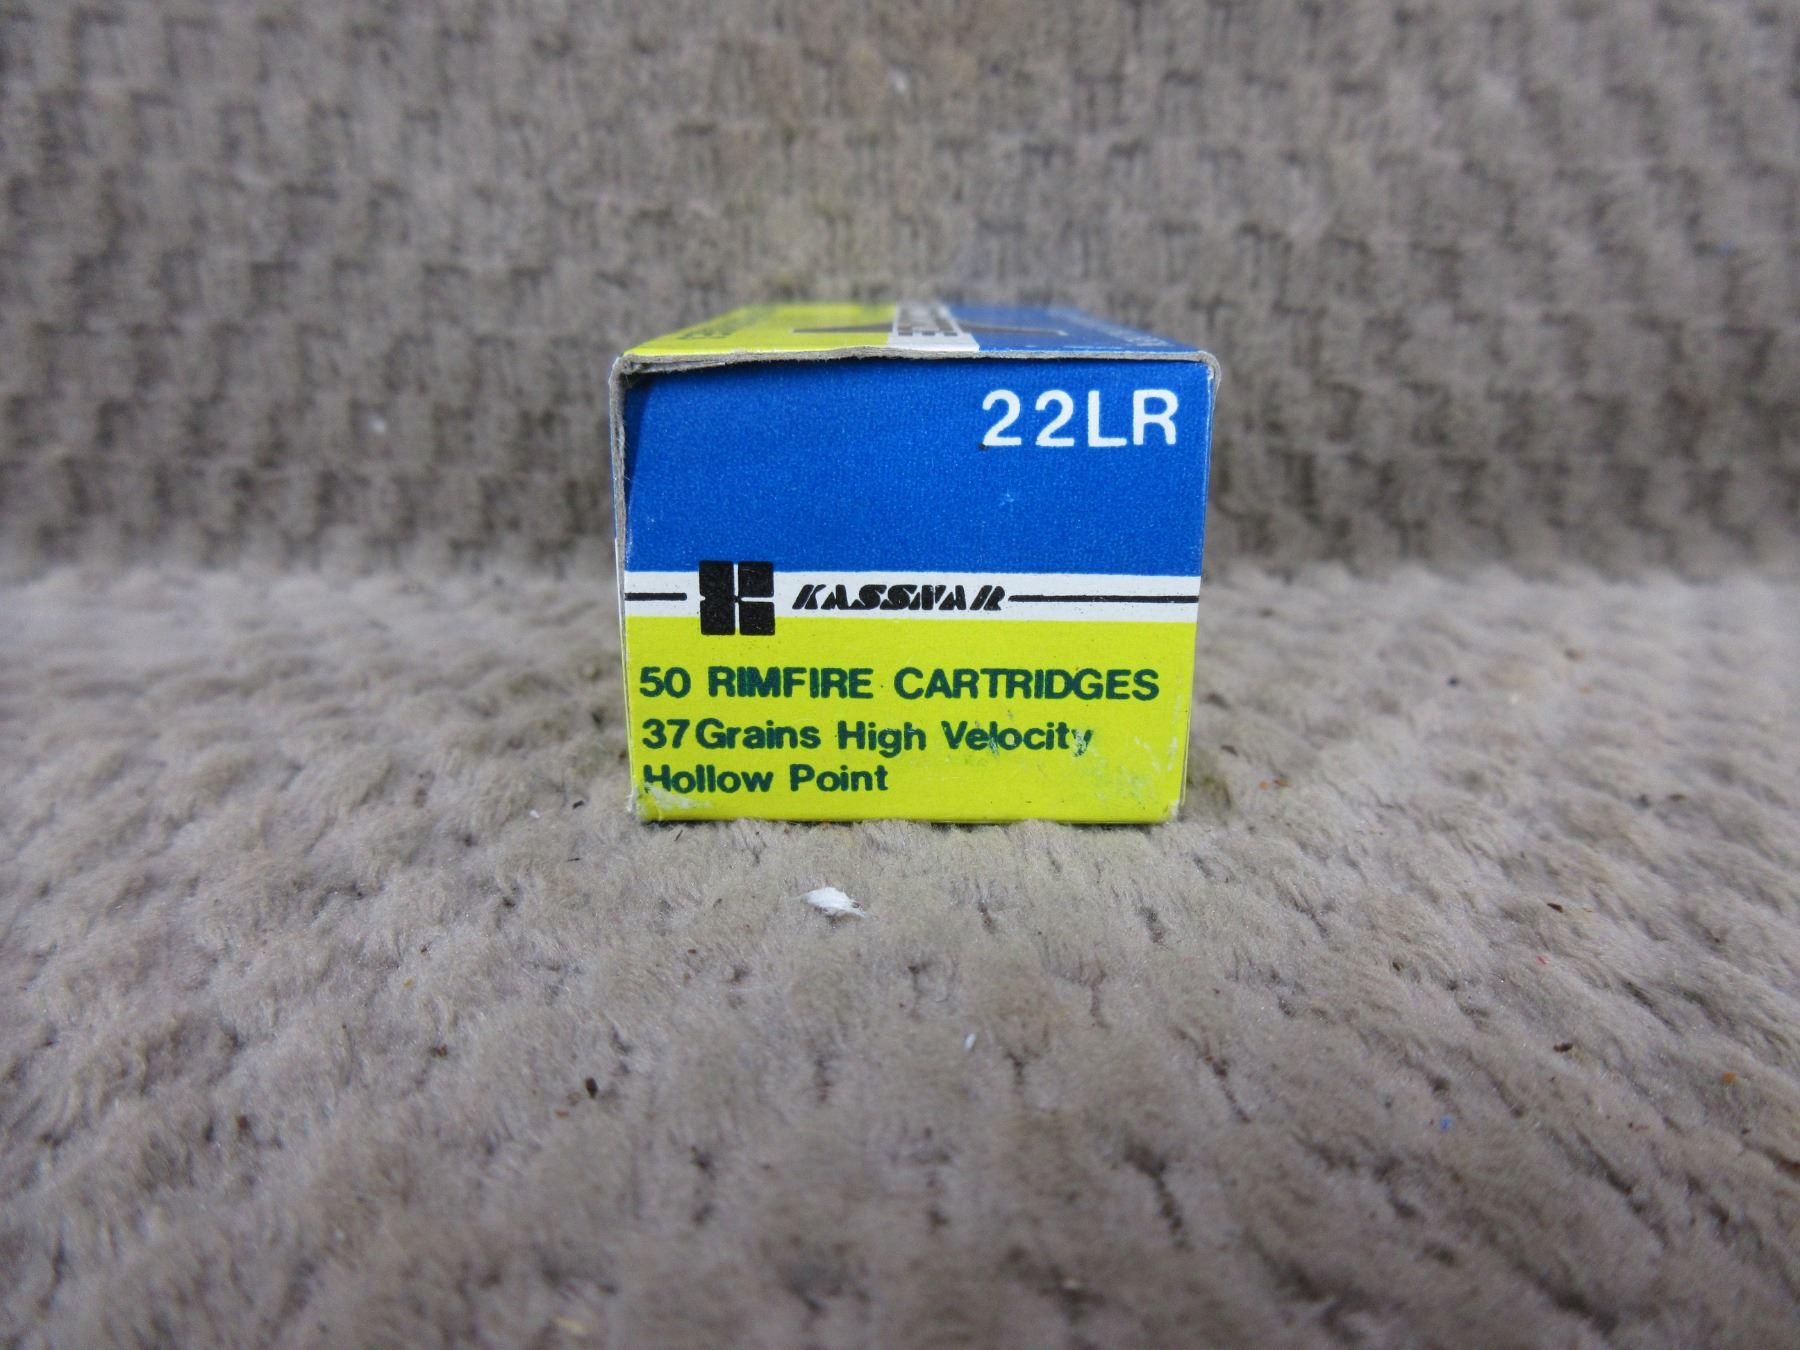 22LR
KASSNAR
50 RIMFIRE CARTRIDGES
37 Grains High Velocity
Hollow Point